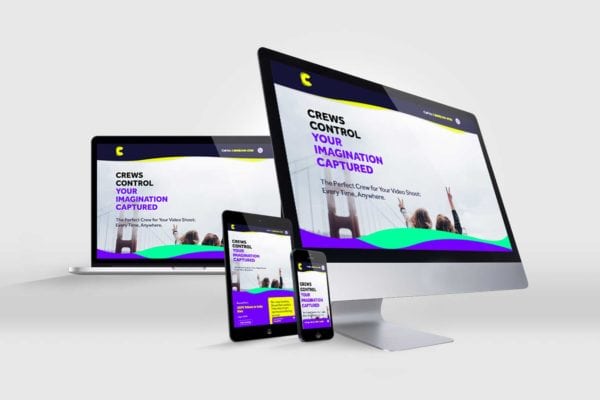 CREWS
CONTROL
YOUR
IMAGINATION
CAPTURED
The Perfect Crew for Your Video Shoot.
Every Time, Anywhere.
CREWS
CONTROL
YOUR
IMAGINATION
CAPTURED
The Perfect Crew for Your Video Shoot.
Every Time, Anywhere.
CREWS
CONTROL
YOUR
IMAGINATION
CAPTURED
CREWS
CONTROL
YOUR
IMAGINATION
CAPTURED